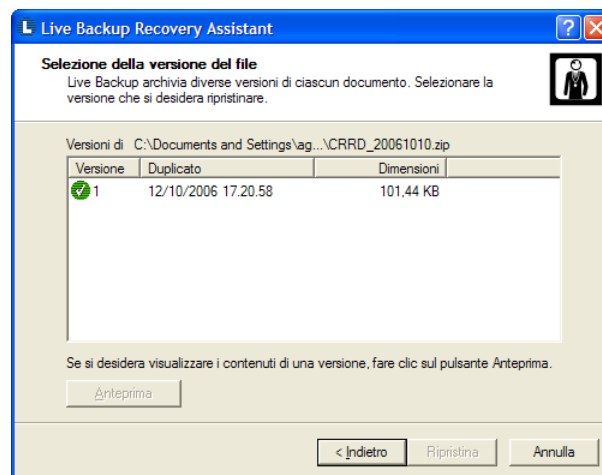 Live Backup Recovery Assistant
Selezione della versione del file
Live Backup archivia diverse versioni di ciascun documento. Selezionare la
versione che si desidera ripristinare.
Versioni di C:\Documents and Settings\ag...\CRRD_20061010.zip
Versione Duplicato Dimensioni
1 12/10/2006 17.20.58 101,44 KB
Se si desidera visualizzare i contenuti di una versione, fare clic sul pulsante Anteprima.
Anteprima
< Indietro Ripristina Annulla